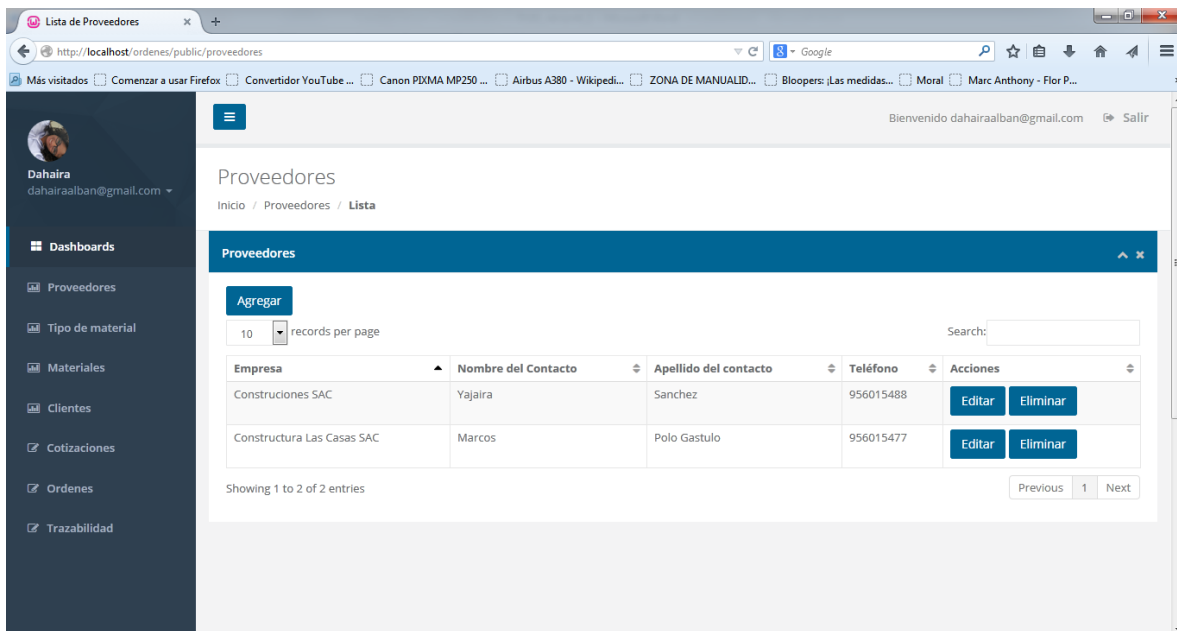 Lista de Proveedores
http://localhost/ordenes/public/proveedores
Google
Más visitados Comenzar a usar Firefox Convertidor YouTube ... Canon PIXMA MP250 ... Airbus A380 - Wikipedi... ZONA DE MANUALID... Bloopers: ¡Las medidas... Moral Marc Anthony - Flor P...
Bienvenido dahairaalban@gmail.com Salir
Dahaira
dahairaalban@gmail.com
Dashboards
Proveedores
Tipo de material
Materiales
Clientes
Cotizaciones
Ordenes
Trazabilidad
Proveedores
Inicio / Proveedores / Lista
Proveedores
Agregar
10 records per page
Search:
Empresa Nombre del Contacto Apellido del contacto Teléfono Acciones
Construciones SAC Yajaira Sanchez 956015488 Editar Eliminar
Constructura Las Casas SAC Marcos Polo Gastulo 956015477 Editar Eliminar
Showing 1 to 2 of 2 entries
Previous 1 Next